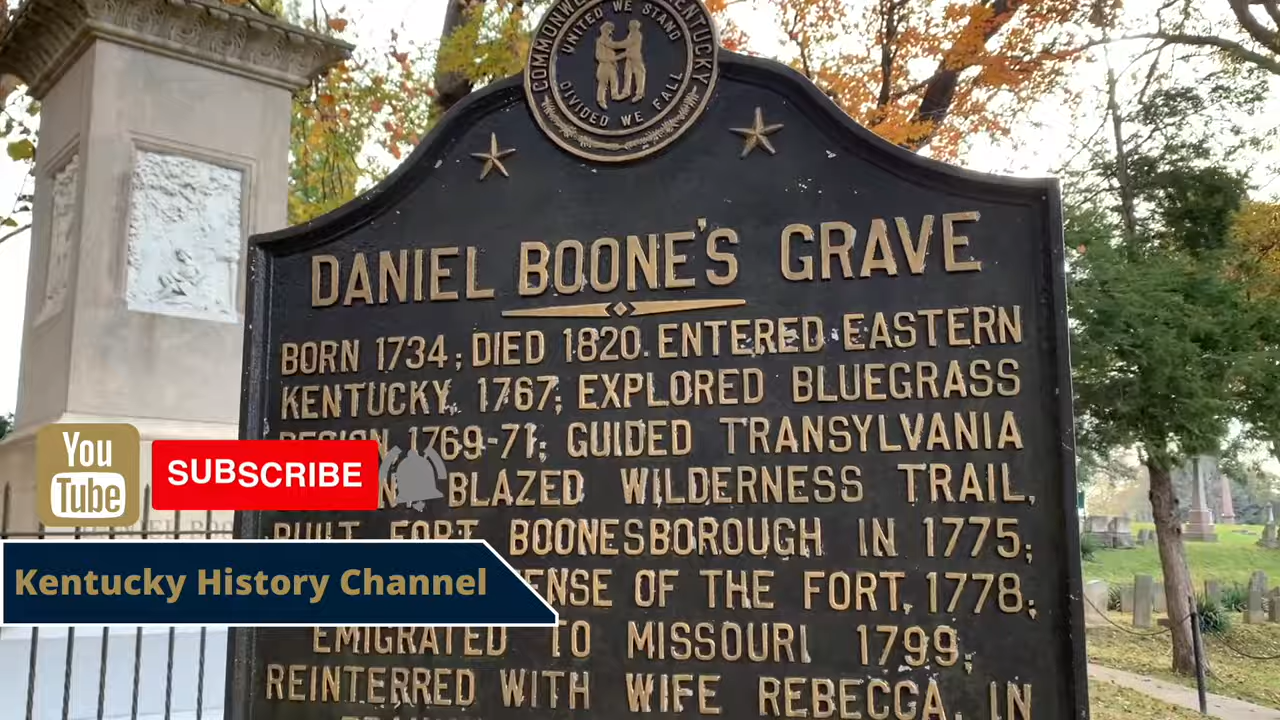 COMMONWEALTH KENTUCKY
UNITED WE STAND
DIVIDED WE FALL
DANIEL BOONE'S GRAVE
BORN 1734; DIED 1820. ENTERED EASTERN
KENTUCKY, 1767; EXPLORED BLUEGRASS
REGION 1769-71; GUIDED TRANSYLVANIA
BLAZED WILDERNESS TRAIL,
BUILT FORT BOONESBOROUGH IN 1775;
OF THE FORT, 1778;
EMIGRATED TO MISSOURI 1799;
REINTERRED WITH WIFE REBECCA, IN
You
Tube
SUBSCRIBE
Kentucky History Channel